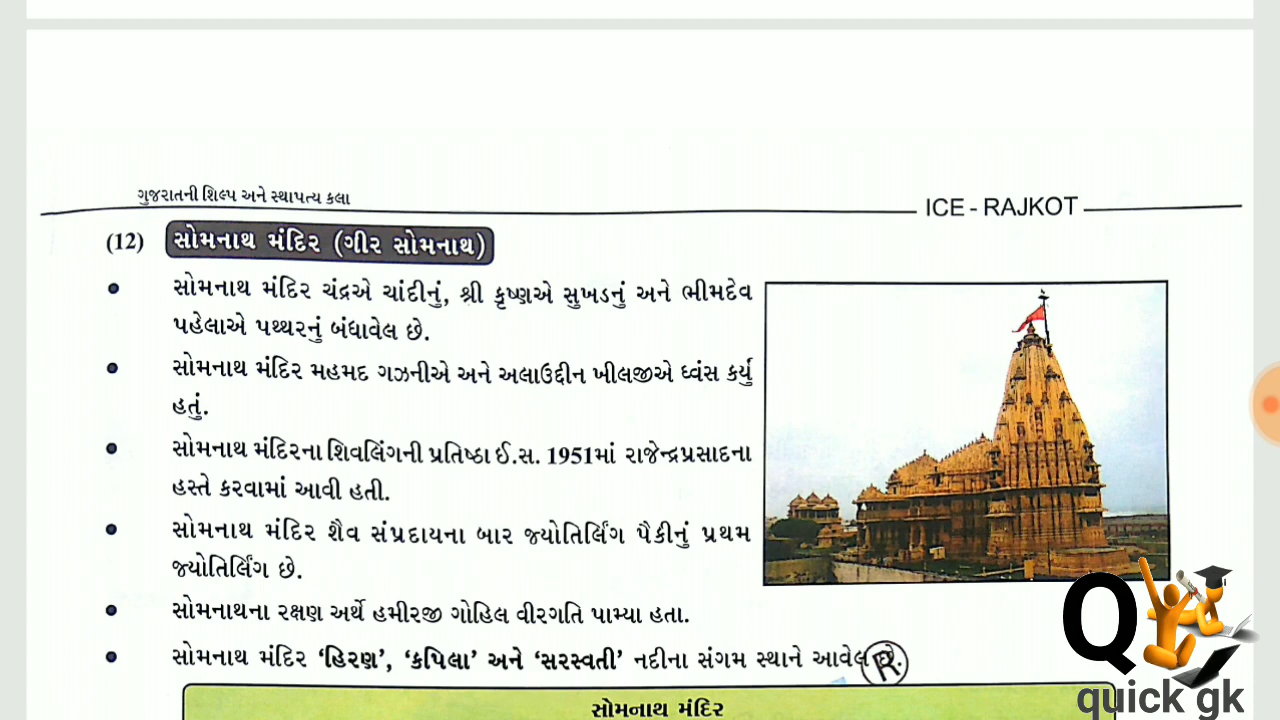 ગુજરાતની શિલ્પ અને સ્થાપત્ય કલા
ICE - RAJKOT
(12) સોમનાથ મંદિર (ગીર સોમનાથ)
• સોમનાથ મંદિર ચંદ્રએ ચાંદીનું, શ્રી કૃષ્ણએ સુખડનું અને ભીમદેવ
પહેલાએ પથ્થરનું બંધાવેલ છે.
• સોમનાથ મંદિર મહમદ ગઝનીએ અને અલાઉદ્દીન ખીલજીએ ધ્વંસ કર્યુ
હતું.
• સોમનાથ મંદિરના શિવલિંગની પ્રતિષ્ઠા ઈ.સ. 1951માં રાજેન્દ્રપ્રસાદના
હસ્તે કરવામાં આવી હતી.
• સોમનાથ મંદિર શૈવ સંપ્રદાયના બાર જ્યોતિર્લિંગ પૈકીનું પ્રથમ
જ્યોતિર્લિંગ છે.
• સોમનાથના રક્ષણ અર્થે હમીરજી ગોહિલ વીરગતિ પામ્યા હતા.
• સોમનાથ મંદિર ‘હિરણ’, ‘કપિલા’ અને ‘સરસ્વતી’ નદીના સંગમ સ્થાને આવેલ છે.
R
સોમનાથ મંદિર
Q
quick gk